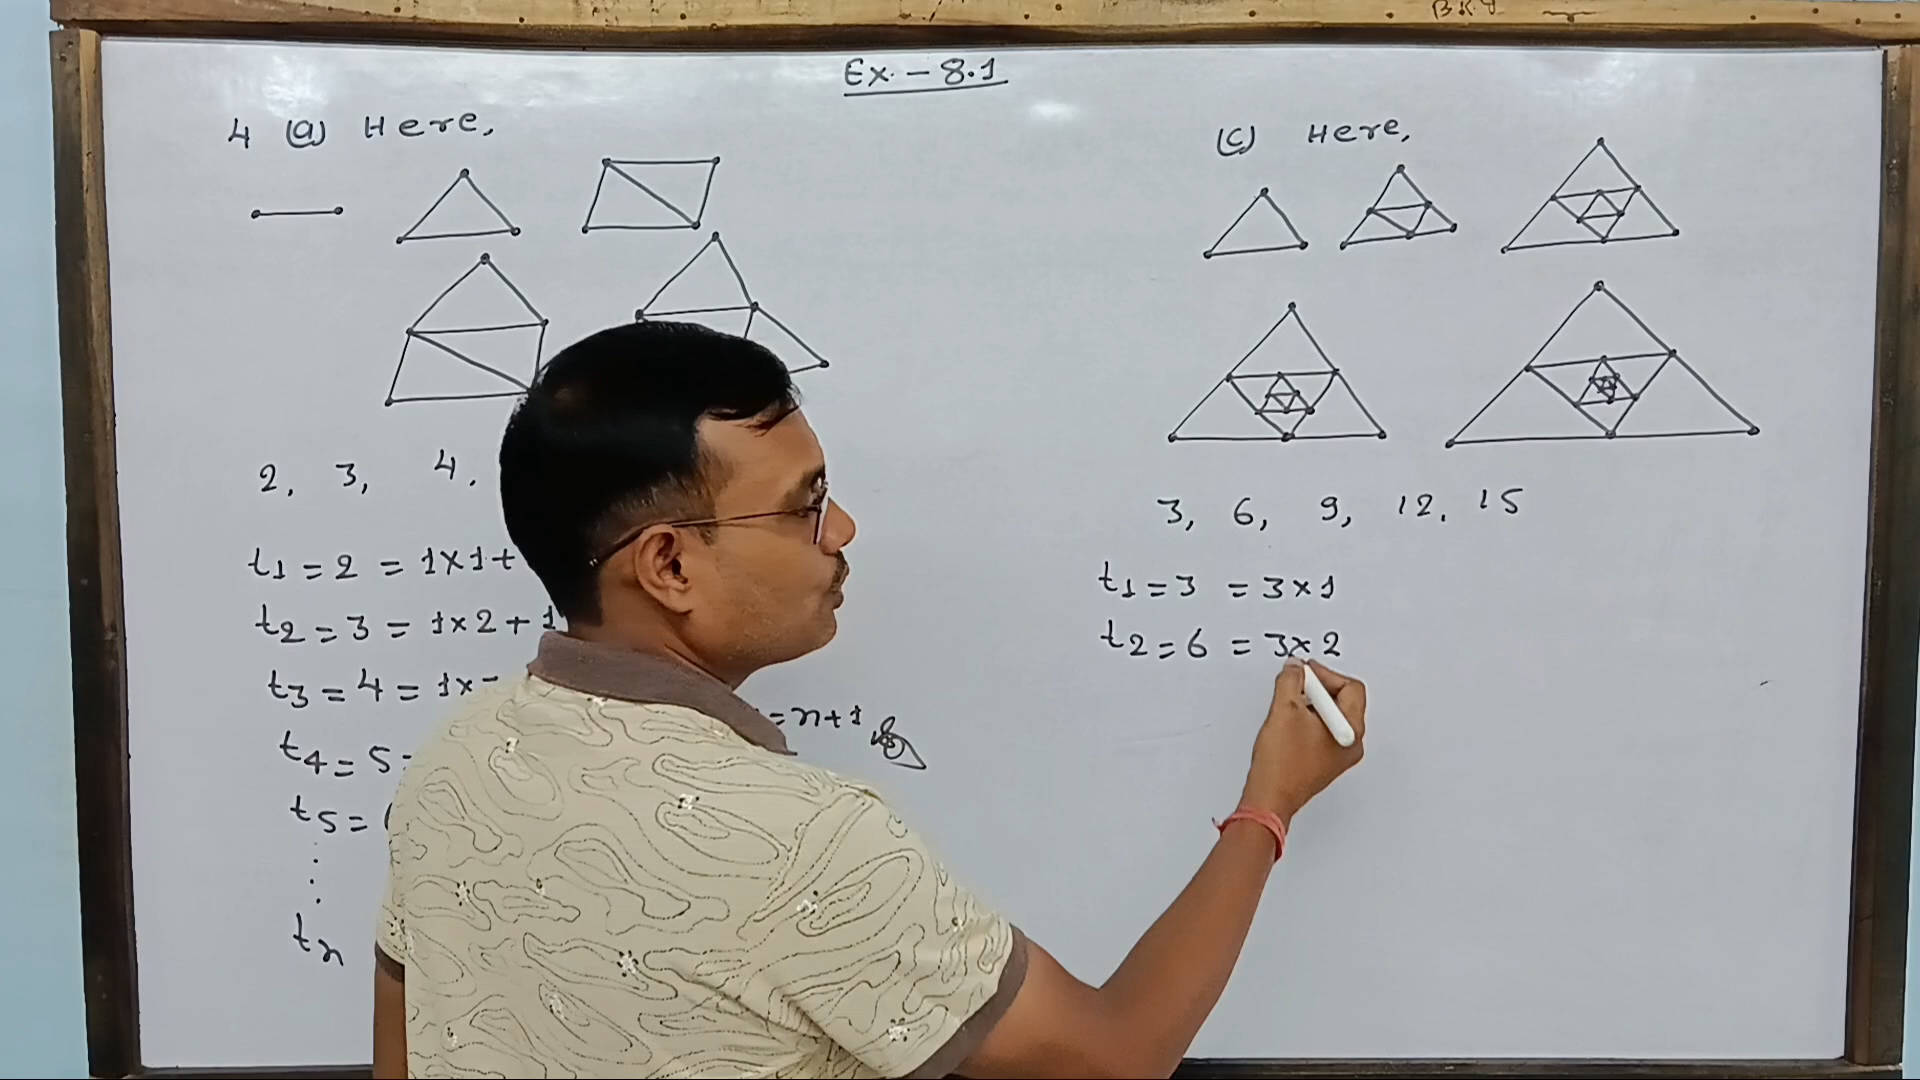 B.K.Y
Ex. - 8.1
4 (a) Here,
2, 3, 4,
t1 = 2 = 1×1+
t2 = 3 = 1×2+1
t3 = 4 = 1×
t4 = 5 =
t5 =
tn
= n+1
(c) Here,
3, 6, 9, 12, 15
t1 = 3 = 3×1
t2 = 6 = 3×2